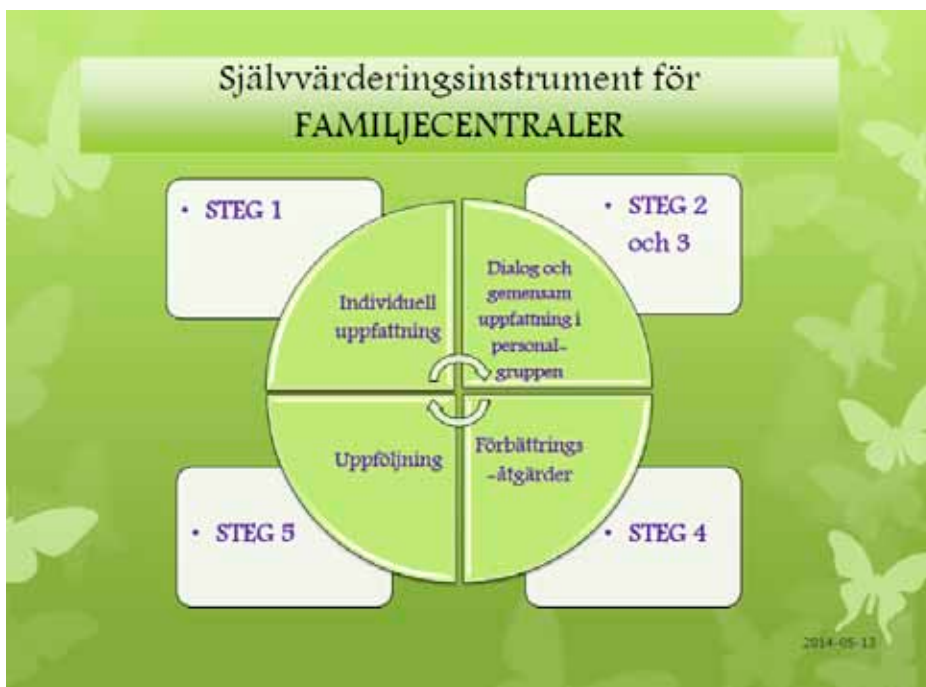 Självvärderingsinstrument för
FAMILJECENTRALER
• STEG 1
• STEG 2
och 3
Individuell
uppfattning
Dialog och
gemensam
uppfattning i
personal-
gruppen
Uppföljning
Förbättrings
-åtgärder
• STEG 5
• STEG 4
2014-05-13